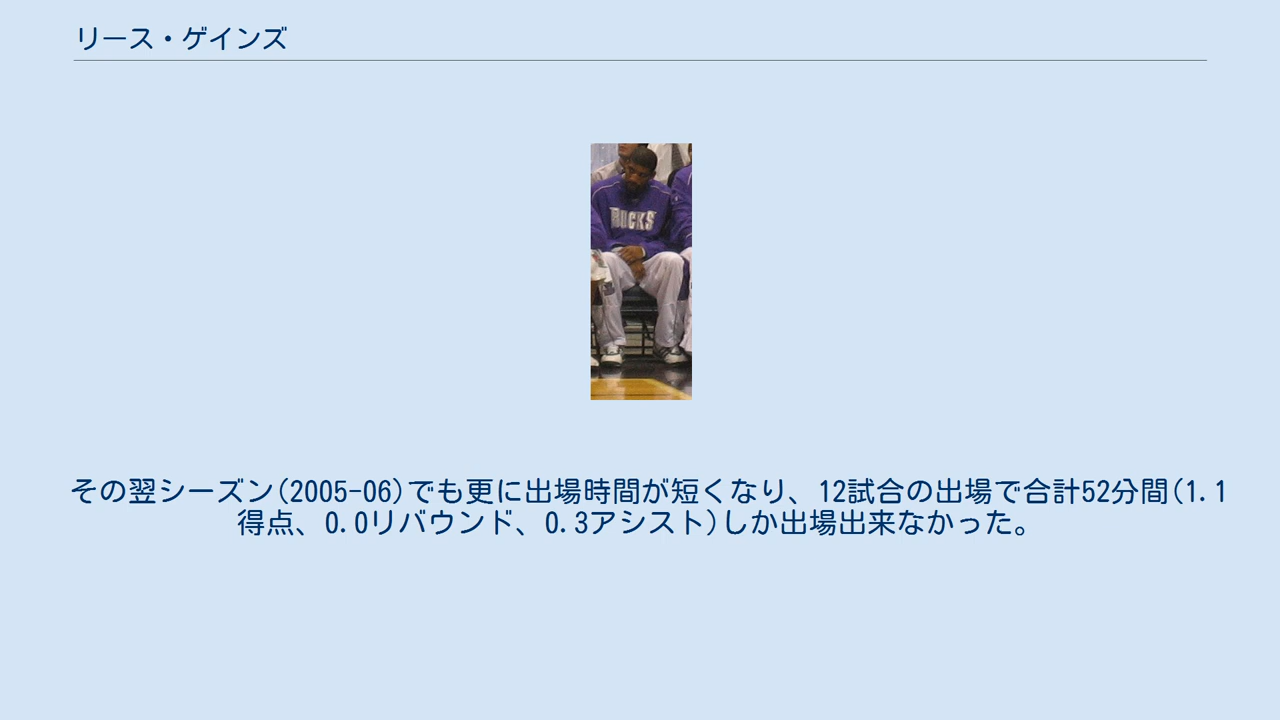 リース・ゲインズ
BUCKS
その翌シーズン(2005-06)でも更に出場時間が短くなり、12試合の出場で合計52分間(1.1
得点、0.0リバウンド、0.3アシスト)しか出場出来なかった。